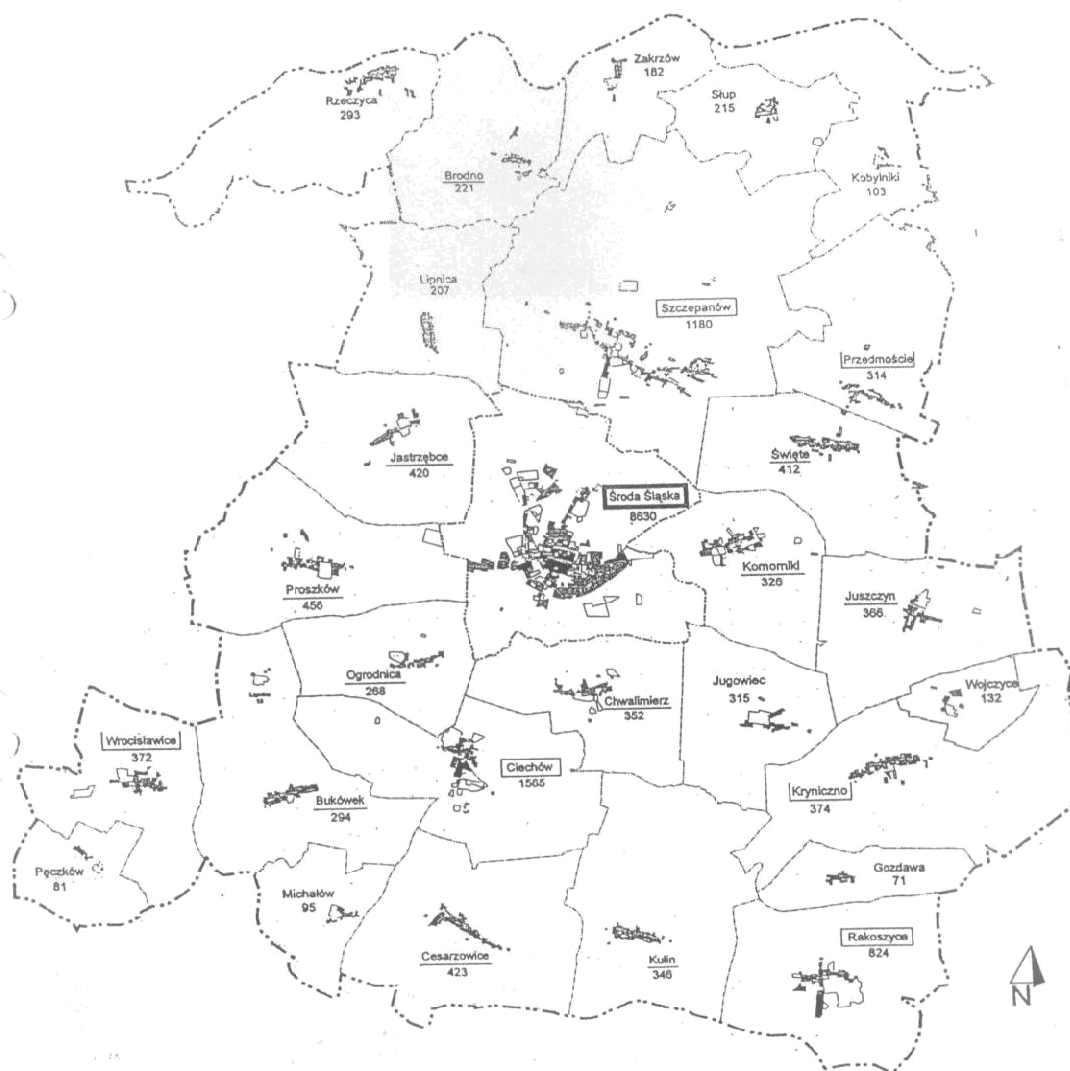 Zakrzów
182
Rzeczyca
293
Słup
215
Brodno
221
Kobylniki
103
Lipnica
207
Szczepanów
1180
Przedmoście
314
Jastrzębce
420
Święte
412
Środa Śląska
8630
Proszków
456
Komorniki
326
Juszczyn
366
Ogrodnica
268
Chwalimierz
352
Jugowiec
315
Wojczyce
132
Wrocisławice
372
Ciechów
1565
Bukówek
294
Kryniczno
374
Pęczków
81
Michałów
95
Gozdawa
71
Cesarzowice
423
Kulin
346
Rakoszyce
824
N